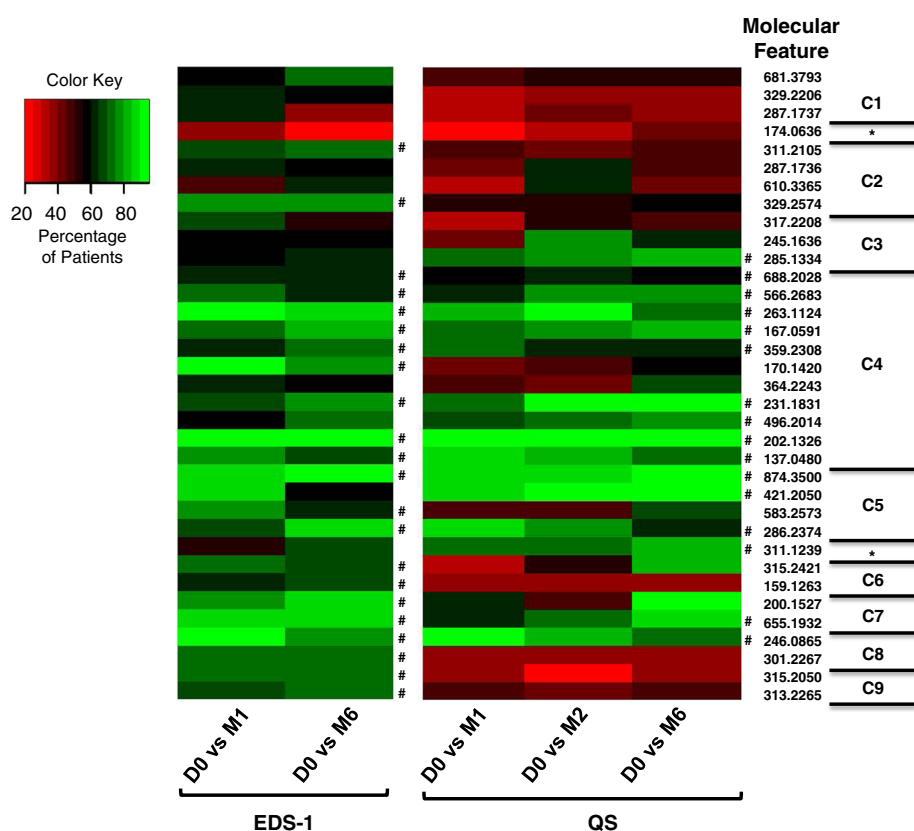 Molecular
Feature
Color Key
20 40 60 80
Percentage
of Patients
681.3793
329.2206
287.1737
C1
174.0636
*
# 311.2105
287.1736
610.3365
C2
# 329.2574
317.2208
245.1636
C3
# 285.1334
# 688.2028
# # 566.2683
# 263.1124
# # 167.0591
# # 359.2308
170.1420
C4
364.2243
# # 231.1831
# 496.2014
# # 202.1326
# # 137.0480
# # 874.3500
# 421.2050
# 583.2573
C5
# # 286.2374
# 311.1239
*
# 315.2421
# 159.1263
C6
# 200.1527
# # 655.1932
C7
# 246.0865
# 301.2267
C8
# 315.2050
# 313.2265
C9
D0 vs M1
D0 vs M6
D0 vs M1
D0 vs M2
D0 vs M6
EDS-1
QS